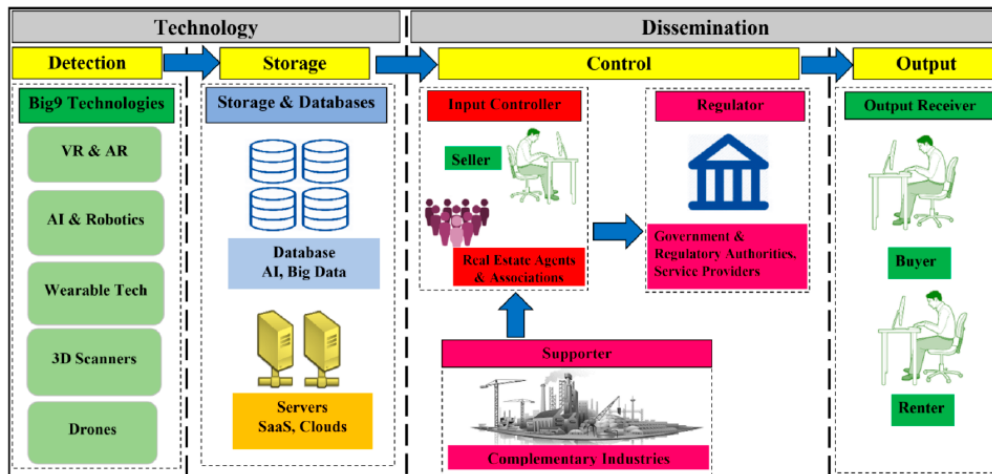 Technology
Dissemination
Detection
Storage
Control
Output
Big9 Technologies
VR & AR
AI & Robotics
Wearable Tech
3D Scanners
Drones
Storage & Databases
Database
AI, Big Data
Servers
SaaS, Clouds
Input Controller
Seller
Real Estate Agents
& Associations
Regulator
Government &
Regulatory Authorities,
Service Providers
Supporter
Complementary Industries
Output Receiver
Buyer
Renter